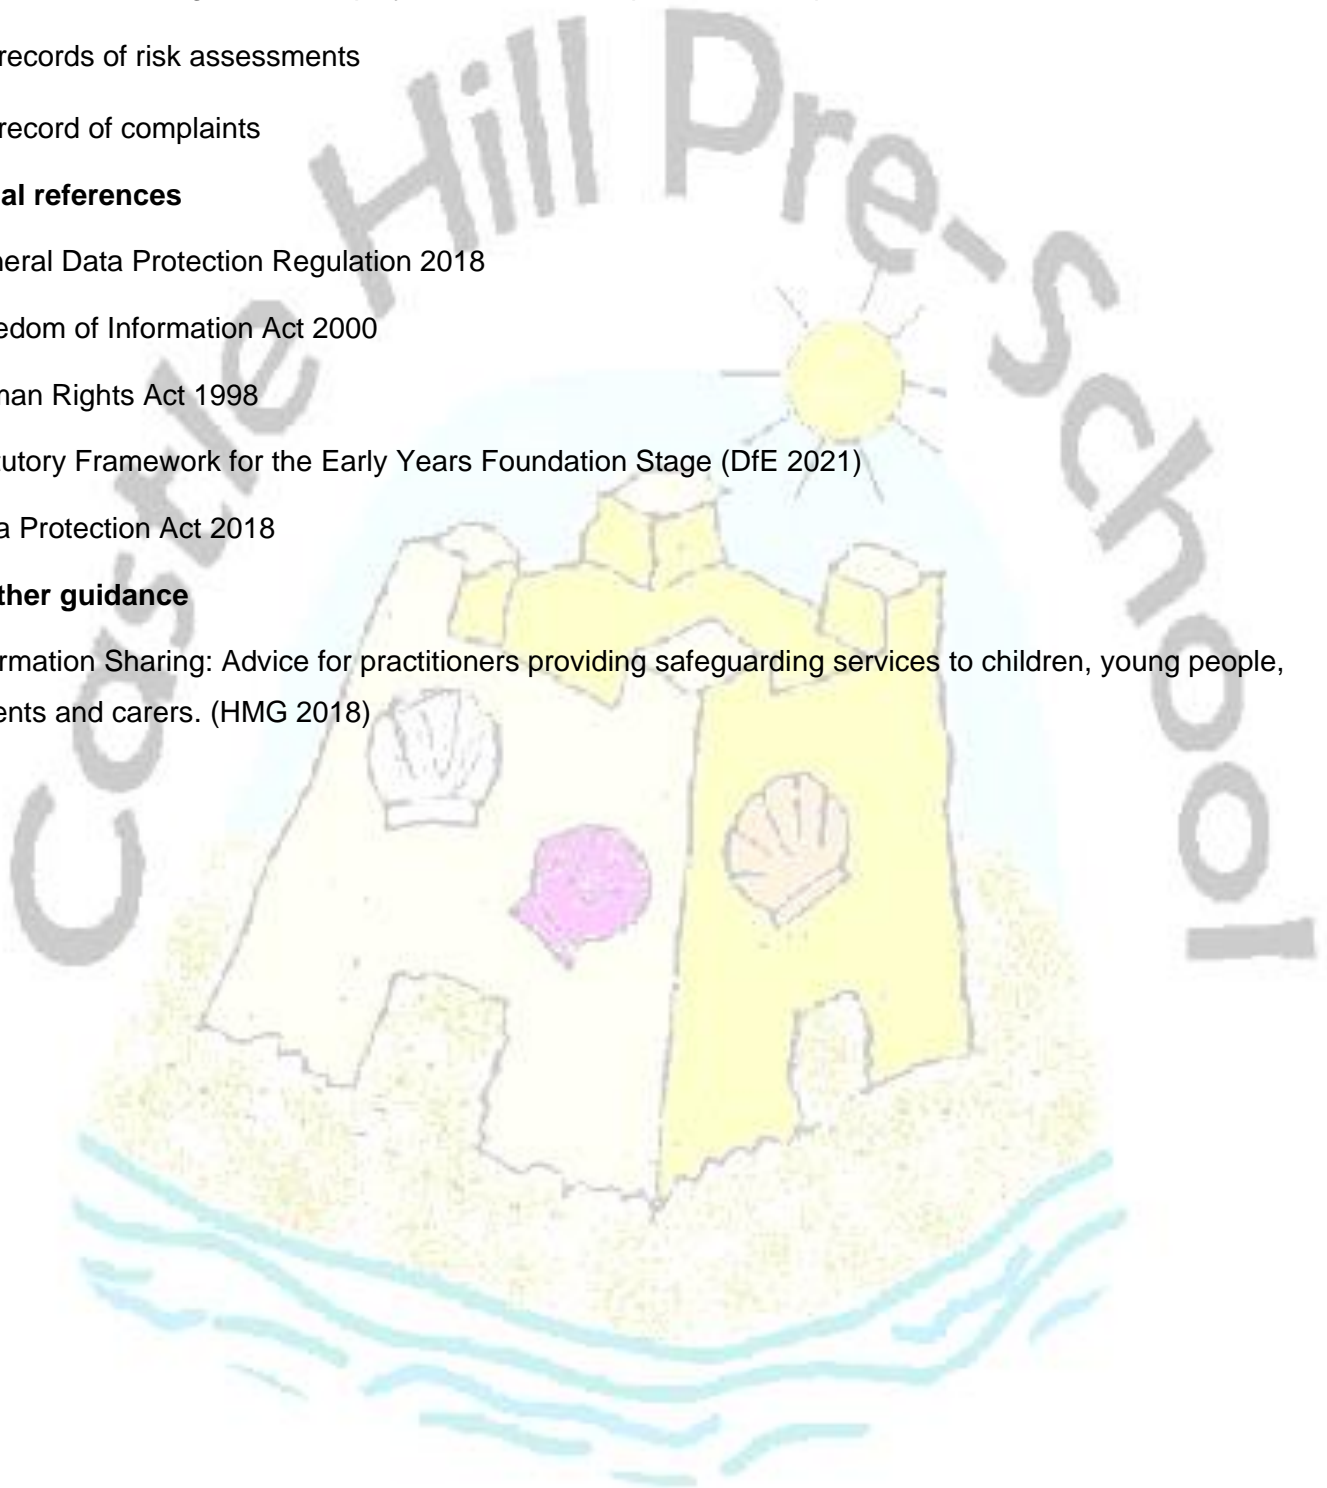 records of risk assessments
record of complaints
al references
neral Data Protection Regulation 2018
edom of Information Act 2000
man Rights Act 1998
tutory Framework for the Early Years Foundation Stage (DfE 2021)
a Protection Act 2018
ther guidance
rmation Sharing: Advice for practitioners providing safeguarding services to children, young people,
ents and carers. (HMG 2018)
Castle Hill Pre-School